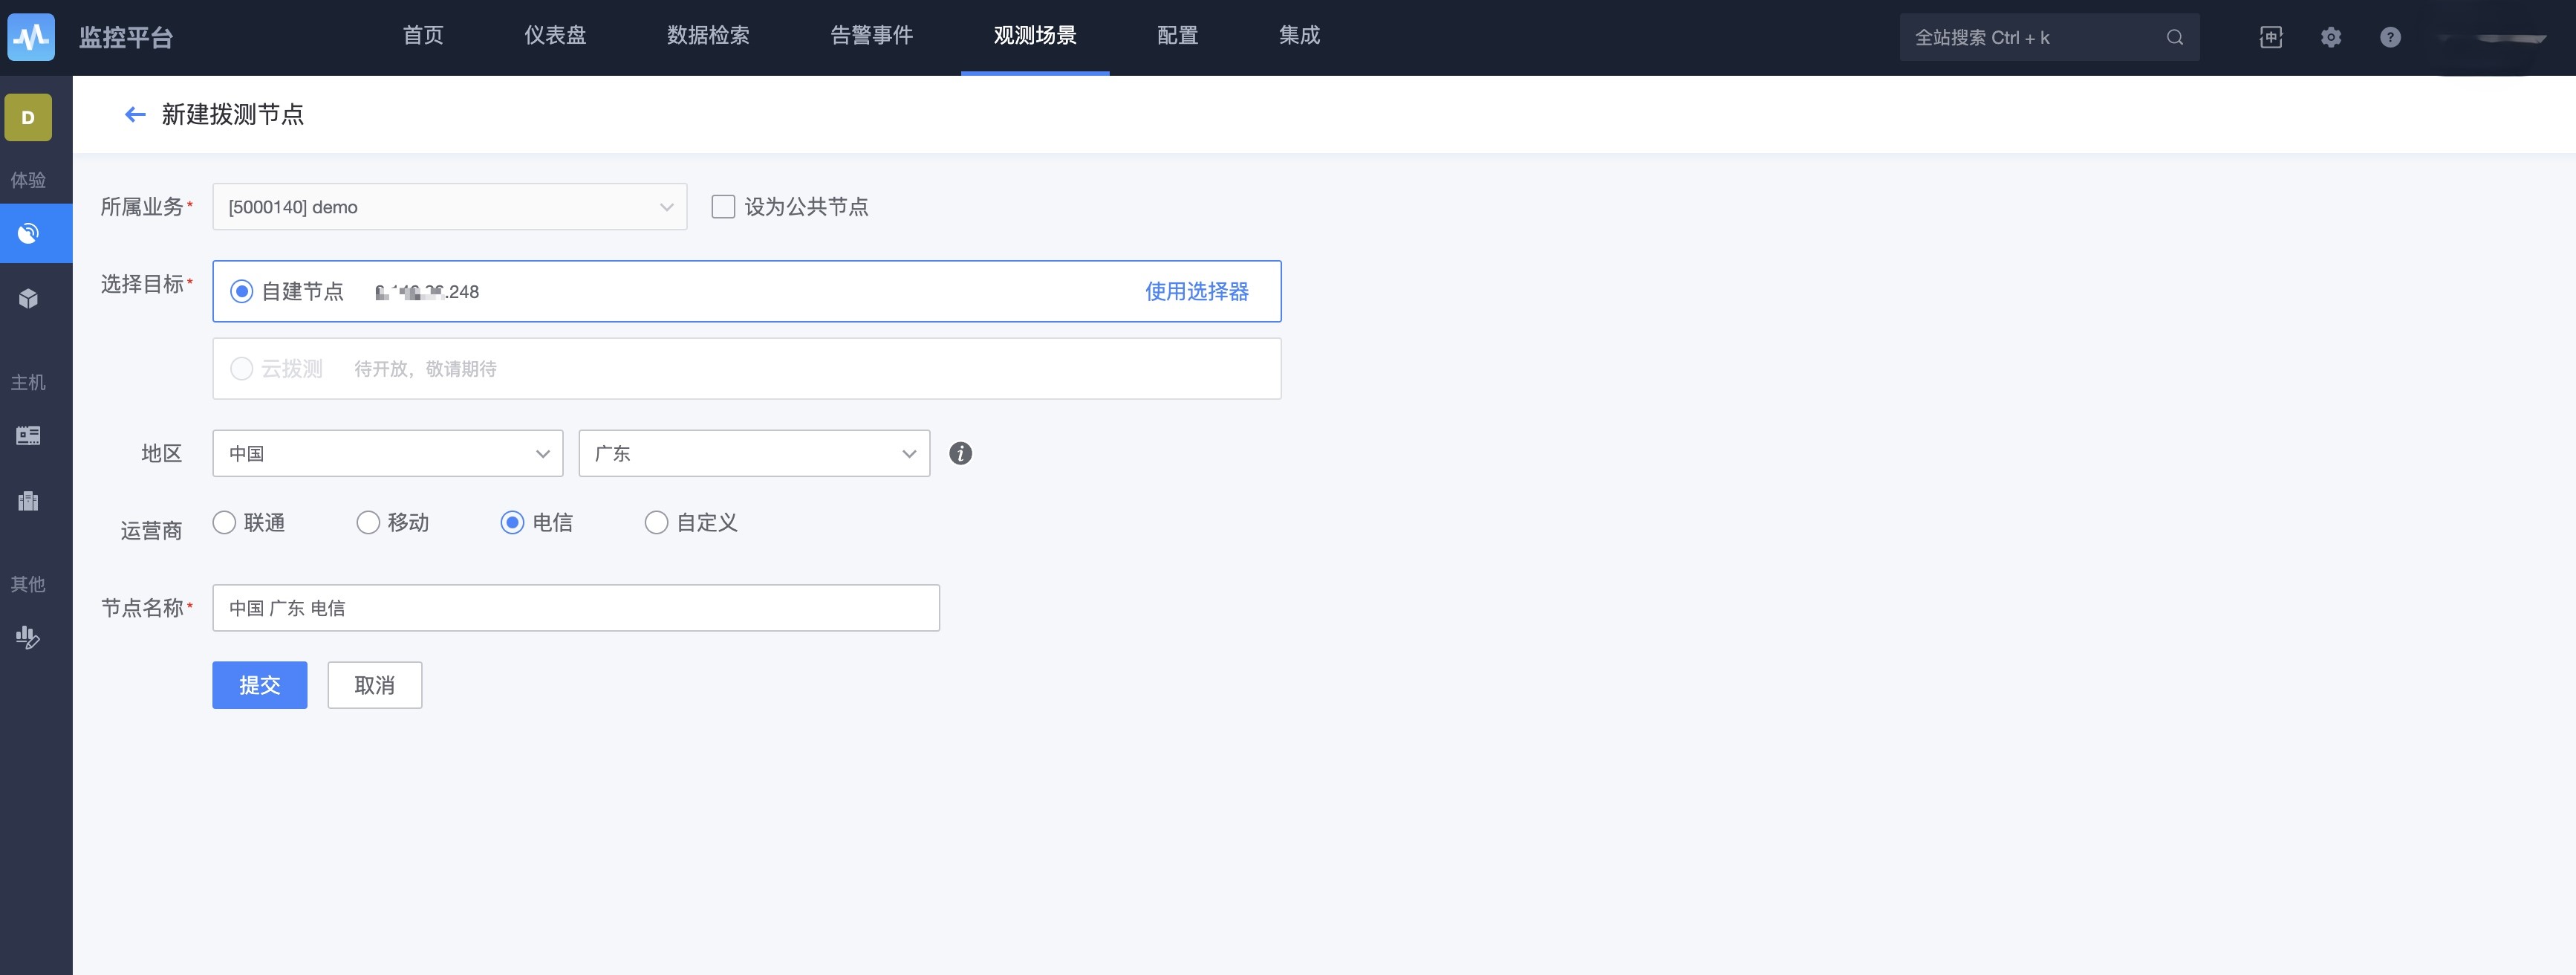 监控平台 首页 仪表盘 数据检索 告警事件 观测场景 配置 集成 全站搜索 Ctrl + k 中 ?
D
新建拨测节点
体验
所属业务* [5000140] demo 设为公共节点
选择目标* 自建节点 .248 使用选择器
云拨测 待开放，敬请期待
主机
地区 中国 广东 i
运营商 联通 移动 电信 自定义
其他
节点名称* 中国 广东 电信
提交 取消